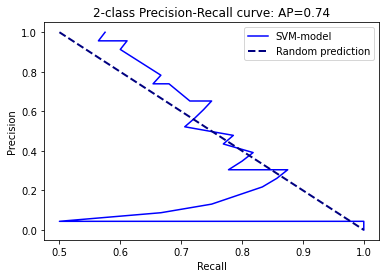 2-class Precision-Recall curve: AP=0.74
SVM-model
Random prediction
Precision
1.0
0.8
0.6
0.4
0.2
0.0
0.5 0.6 0.7 0.8 0.9 1.0
Recall